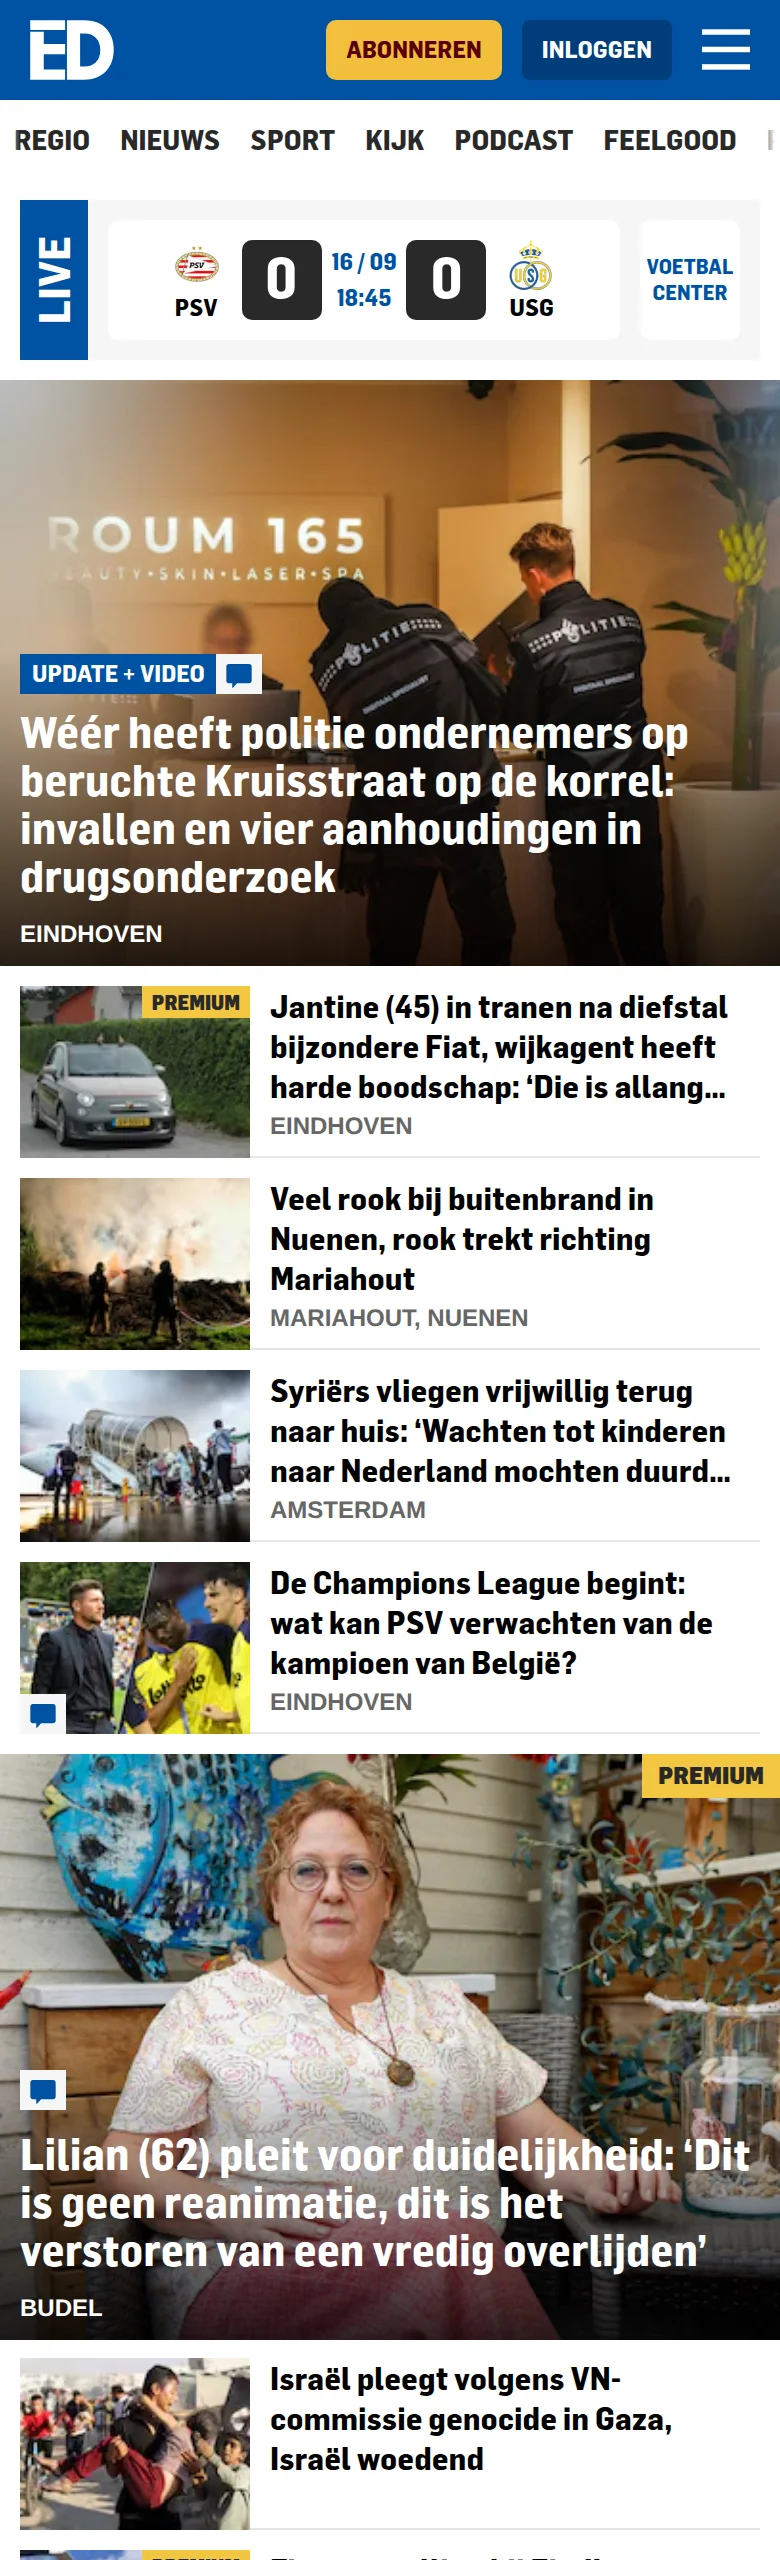 ED
ABONNEREN
INLOGGEN
REGIO NIEUWS SPORT KIJK PODCAST FEELGOOD
LIVE
PSV
0
16 / 09
18:45
0
USG
PSV
USG
VOETBAL
CENTER
ROUM 165
BEAUTY•SKIN•LASER•SPA
POLITIE
POLITIE
UPDATE + VIDEO
Wéér heeft politie ondernemers op
beruchte Kruisstraat op de korrel:
invallen en vier aanhoudingen in
drugsonderzoek
EINDHOVEN
PREMIUM
Jantine (45) in tranen na diefstal
bijzondere Fiat, wijkagent heeft
harde boodschap: ‘Die is allang...
EINDHOVEN
Veel rook bij buitenbrand in
Nuenen, rook trekt richting
Mariahout
MARIAHOUT, NUENEN
Syriërs vliegen vrijwillig terug
naar huis: ‘Wachten tot kinderen
naar Nederland mochten duurd...
AMSTERDAM
De Champions League begint:
wat kan PSV verwachten van de
kampioen van België?
EINDHOVEN
PREMIUM
Lilian (62) pleit voor duidelijkheid: ‘Dit
is geen reanimatie, dit is het
verstoren van een vredig overlijden’
BUDEL
Israël pleegt volgens VN-
commissie genocide in Gaza,
Israël woedend